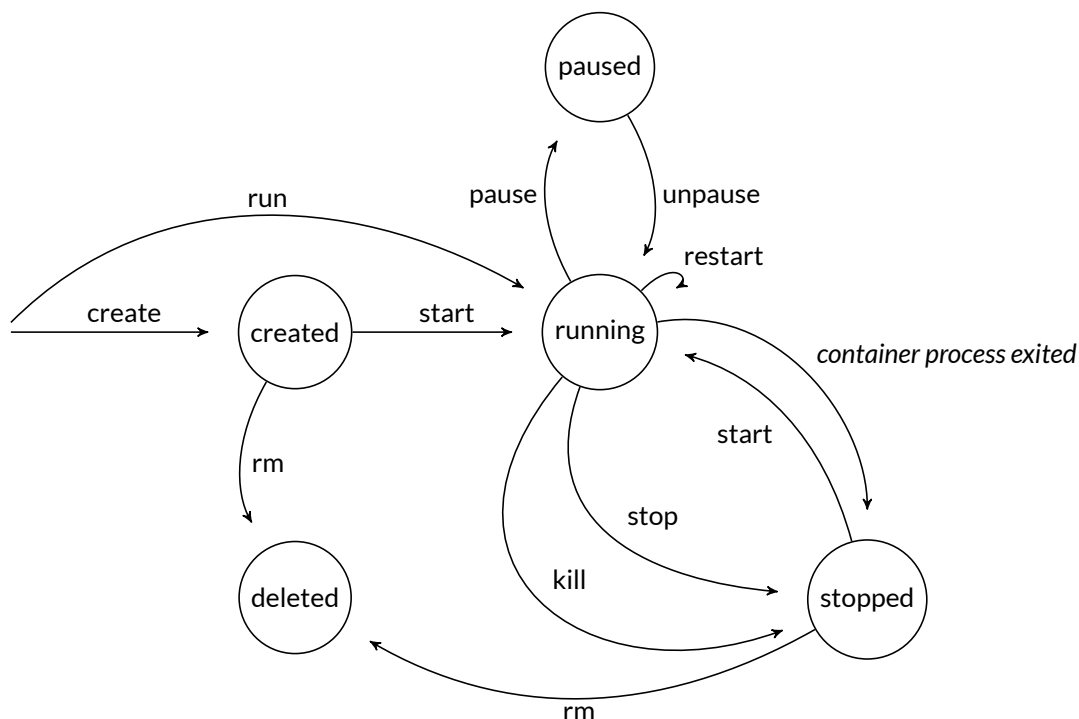 paused
pause
unpause
run
restart
create
created
start
running
container process exited
start
rm
stop
kill
deleted
stopped
rm